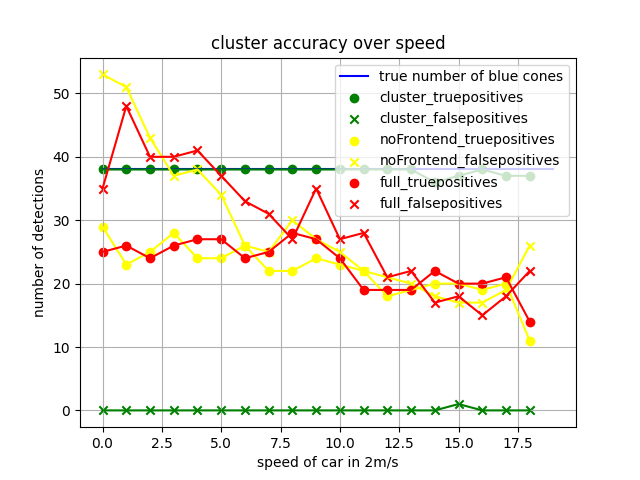 cluster accuracy over speed
true number of blue cones
cluster_truepositives
cluster_falsepositives
noFrontend_truepositives
noFrontend_falsepositives
full_truepositives
full_falsepositives
number of detections
50
40
30
20
10
0
0.0 2.5 5.0 7.5 10.0 12.5 15.0 17.5
speed of car in 2m/s